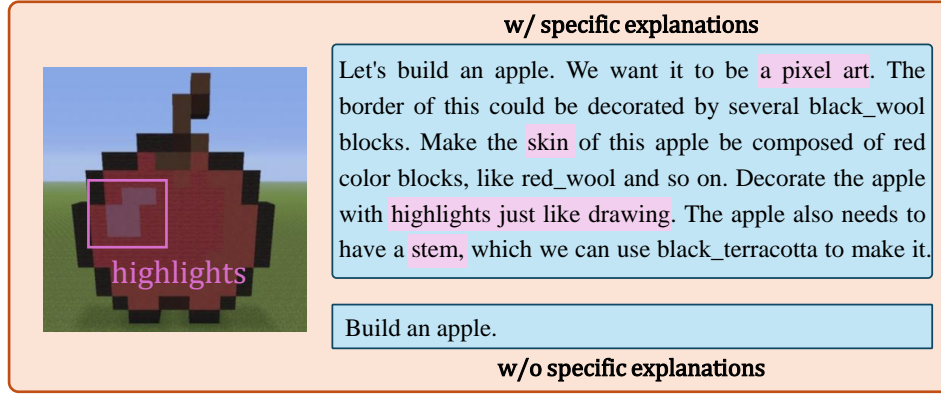 w/ specific explanations
Let's build an apple. We want it to be a pixel art. The
border of this could be decorated by several black_wool
blocks. Make the skin of this apple be composed of red
color blocks, like red_wool and so on. Decorate the apple
with highlights just like drawing. The apple also needs to
have a stem, which we can use black_terracotta to make it.
highlights
Build an apple.
w/o specific explanations